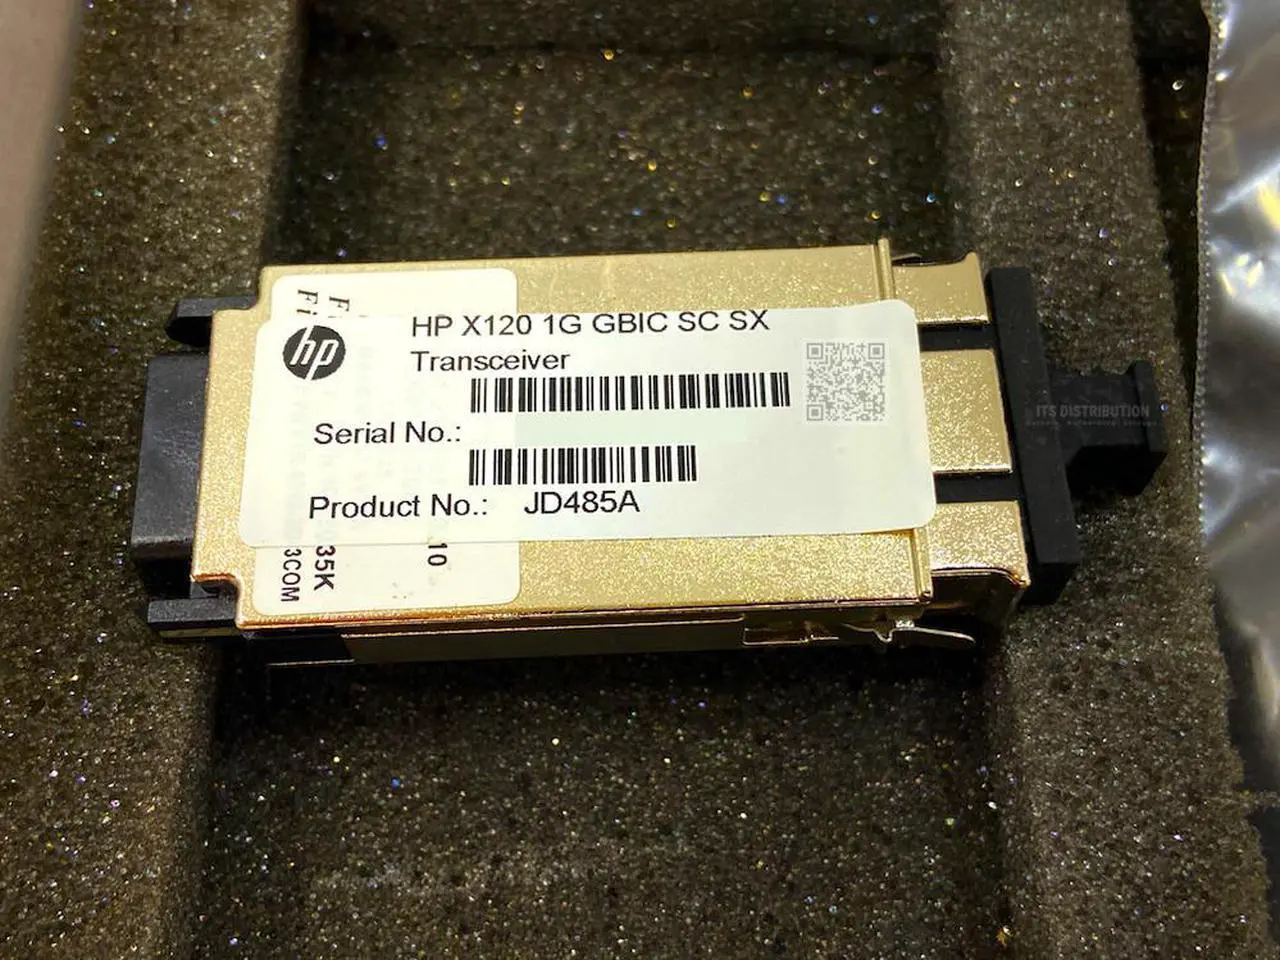 hp
HP X120 1G GBIC SC SX
Transceiver
Serial No.:
Product No.: JD485A
35K
3COM
10
ITS DISTRIBUTION